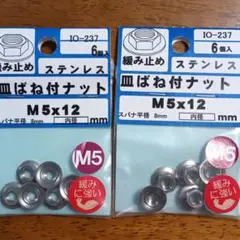 IO-237
6個入
緩み止め
ステンレス
皿ばね付ナット
M5x12
スパナ平径 8mm 内径 mm
M5
緩みに
強い
IO-237
6個入
緩み止め
ステンレス
皿ばね付ナット
M5x12
スパナ平径 8mm 内径 mm
M5
緩みに
強い